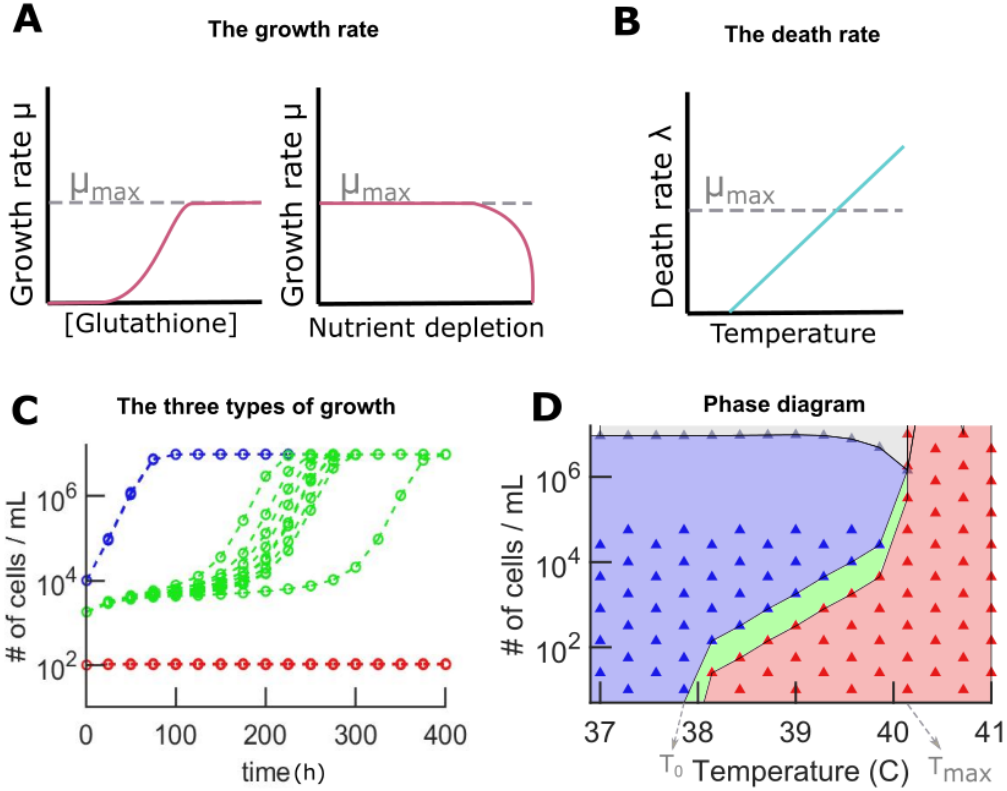 A
The growth rate
Growth rate μ
μmax
[Glutathione]
Growth rate μ
μmax
Nutrient depletion
B
The death rate
Death rate λ
μmax
Temperature
C
The three types of growth
# of cells / mL
10^6
10^4
10^2
0 100 200 300 400
time (h)
D
Phase diagram
# of cells / mL
10^6
10^4
10^2
37 38 39 40 41
T0 Temperature (C) Tmax